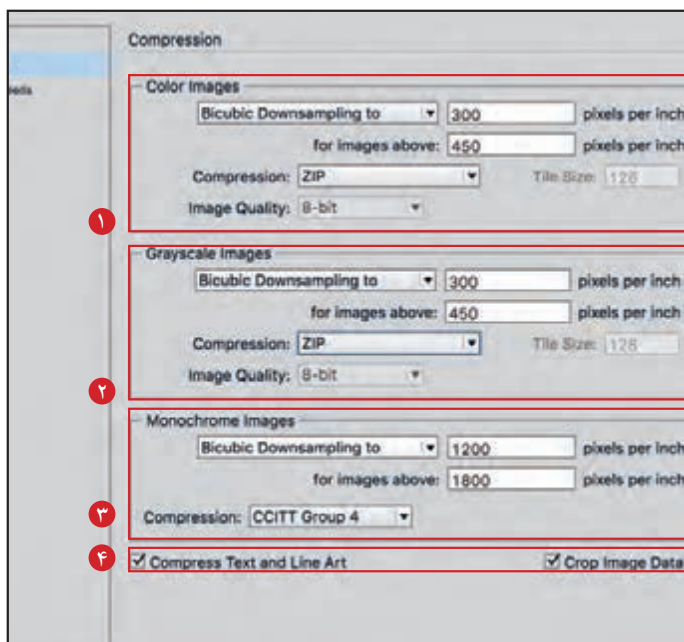 Compression
Color Images
Bicubic Downsampling to 300 pixels per inch
for images above: 450 pixels per inch
Compression: ZIP Tile Size: 128
Image Quality: 8-bit
۱
Grayscale Images
Bicubic Downsampling to 300 pixels per inch
for images above: 450 pixels per inch
Compression: ZIP Tile Size: 128
Image Quality: 8-bit
۲
Monochrome Images
Bicubic Downsampling to 1200 pixels per inch
for images above: 1800 pixels per inch
۳ Compression: CCITT Group 4
۴ Compress Text and Line Art Crop Image Data